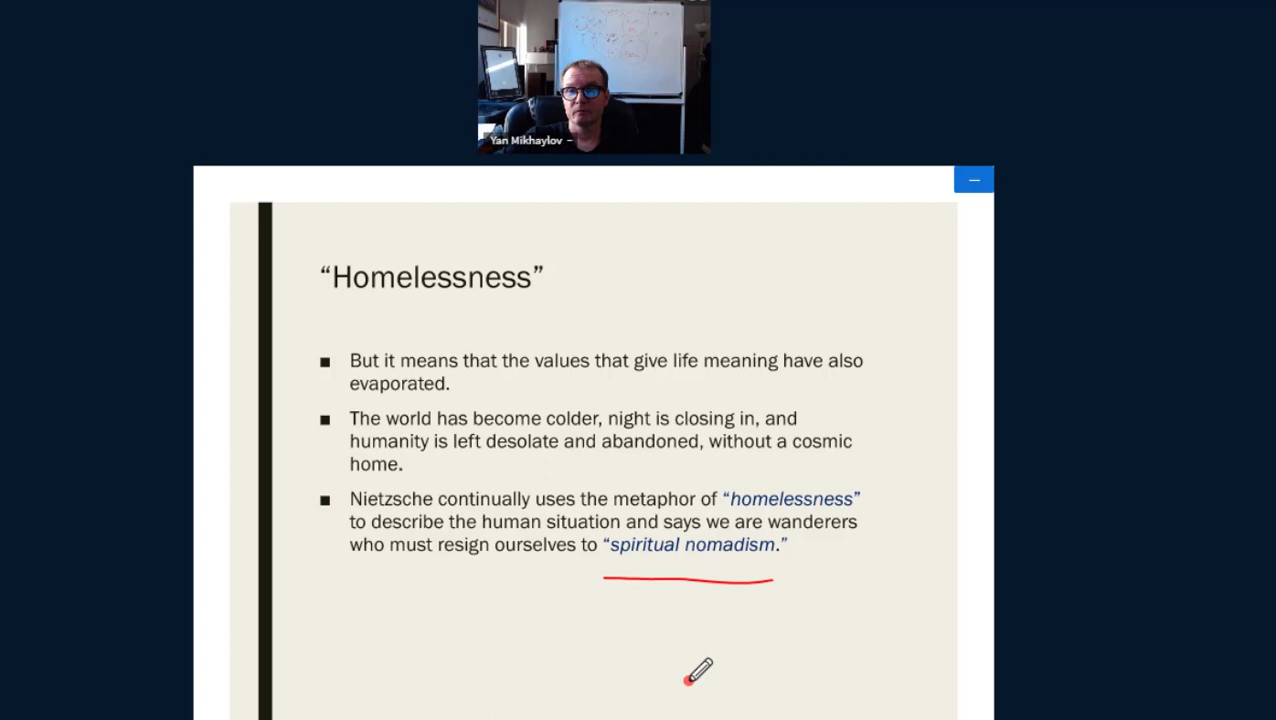 Yan Mikhaylov
“Homelessness”
But it means that the values that give life meaning have also
evaporated.
The world has become colder, night is closing in, and
humanity is left desolate and abandoned, without a cosmic
home.
Nietzsche continually uses the metaphor of “homelessness”
to describe the human situation and says we are wanderers
who must resign ourselves to “spiritual nomadism.”